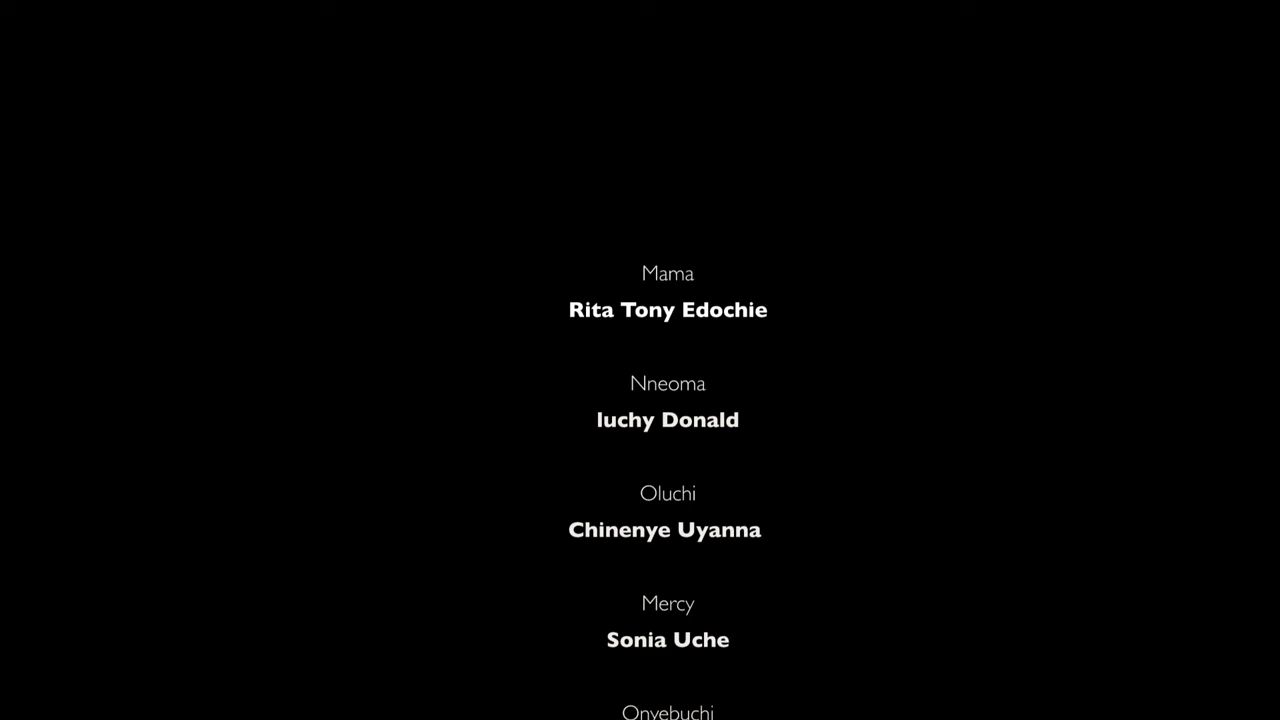 Mama
Rita Tony Edochie
Nneoma
luchy Donald
Oluchi
Chinenye Uyanna
Mercy
Sonia Uche
Onyebuchi